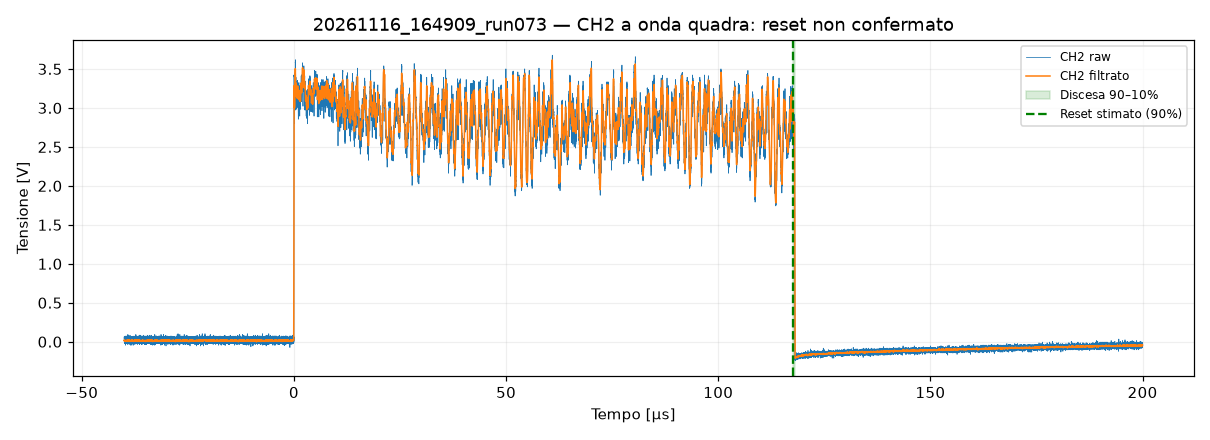 20261116_164909_run073 — CH2 a onda quadra: reset non confermato
CH2 raw
CH2 filtrato
Discesa 90–10%
Reset stimato (90%)
Tensione [V]
3.5
3.0
2.5
2.0
1.5
1.0
0.5
0.0
−50
0
50
100
150
200
Tempo [µs]